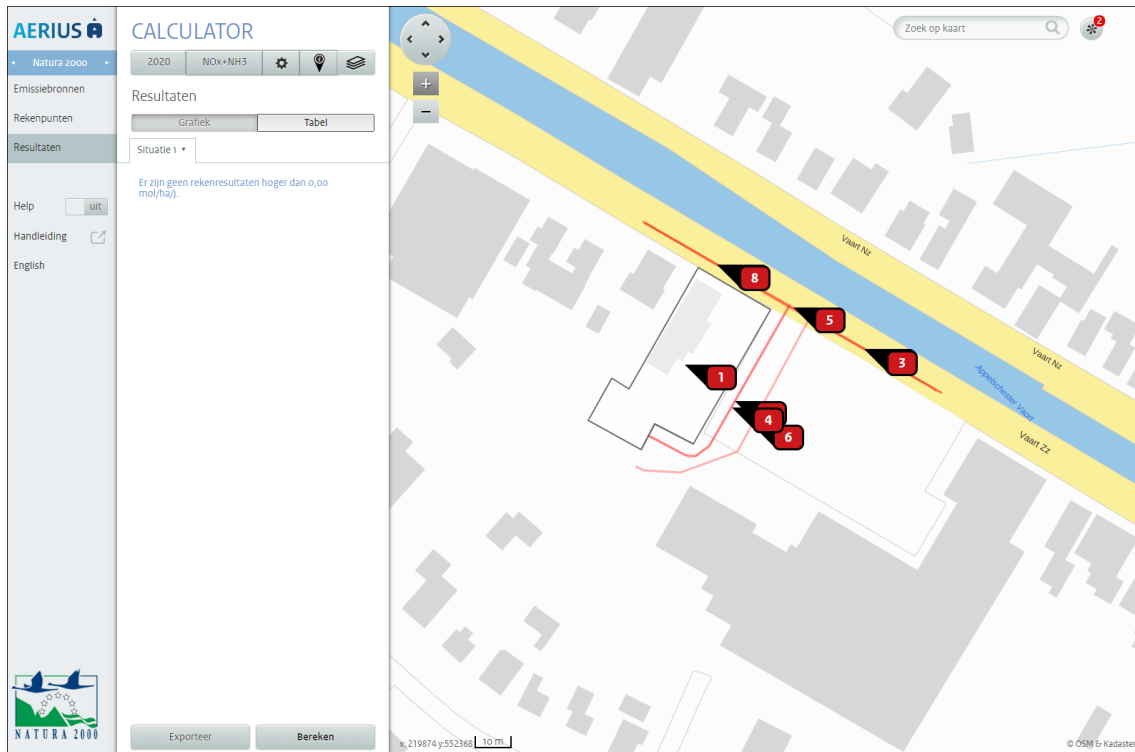 AERIUS
Natura 2000
Emissiebronnen
Rekenpunten
Resultaten
Help
uit
Handleiding
English
NATURA 2000
CALCULATOR
2020
NOx+NH3
Resultaten
Grafiek
Tabel
Situatie 1
Er zijn geen rekenresultaten hoger dan 0,00
mol/ha/j.
Exporteer
Bereken
Zoek op kaart
2
+
−
Vaart Nz
8
5
3
1
4
6
Vaart Nz
Appelschester Vaort
Vaart Zz
x: 219874 y:552368
10 m
© OSM & Kadaster